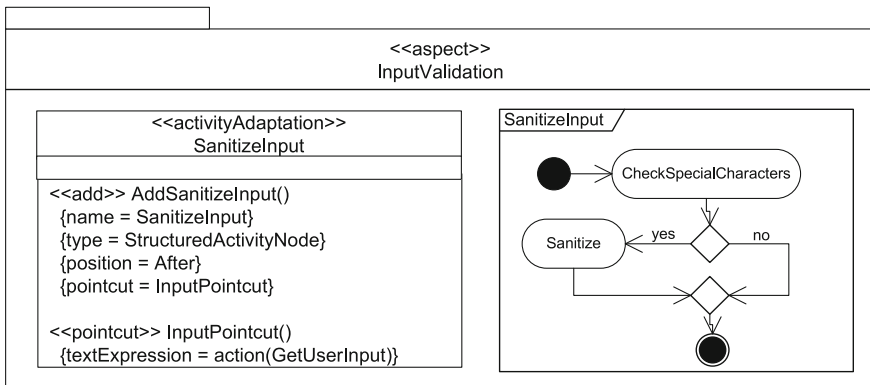 <<aspect>>
InputValidation
<<activityAdaptation>>
SanitizeInput
<<add>> AddSanitizeInput()
{name = SanitizeInput}
{type = StructuredActivityNode}
{position = After}
{pointcut = InputPointcut}
<<pointcut>> InputPointcut()
{textExpression = action(GetUserInput)}
SanitizeInput
CheckSpecialCharacters
Sanitize
yes
no